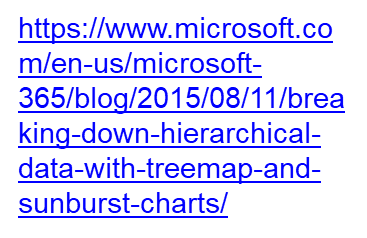 https://www.microsoft.co
m/en-us/microsoft-
365/blog/2015/08/11/brea
king-down-hierarchical-
data-with-treemap-and-
sunburst-charts/